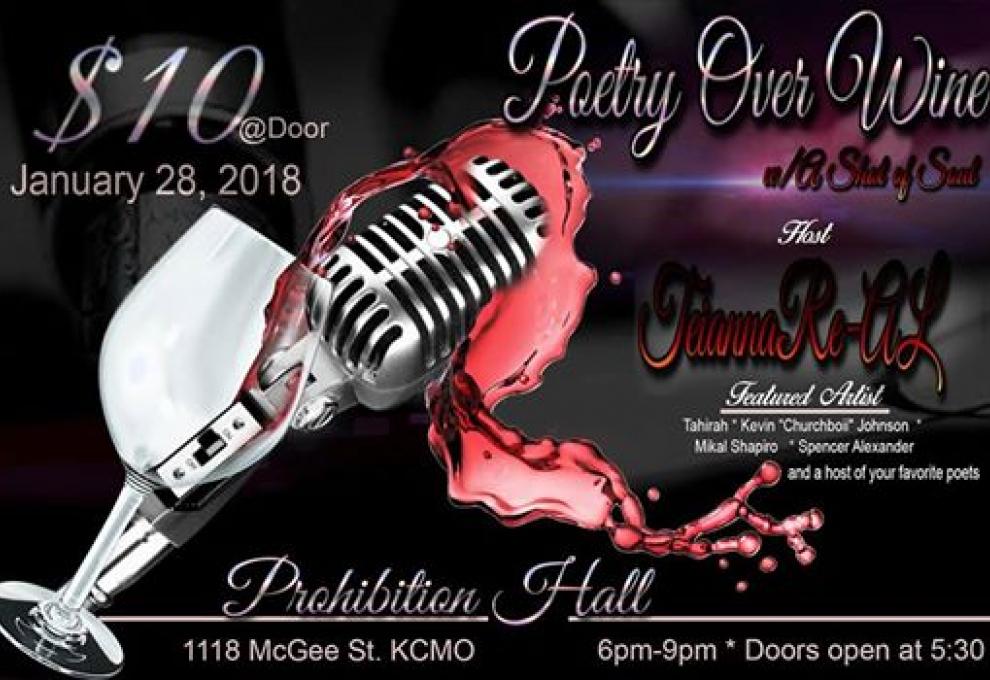 $10 @Door
January 28, 2018
Poetry Over Wine
w/A Shot of Soul
Host
TeiannaRe-AL
Featured Artist
Tahirah * Kevin "Churchboii" Johnson *
Mikal Shapiro * Spencer Alexander
and a host of your favorite poets
Prohibition Hall
1118 McGee St. KCMO
6pm-9pm * Doors open at 5:30